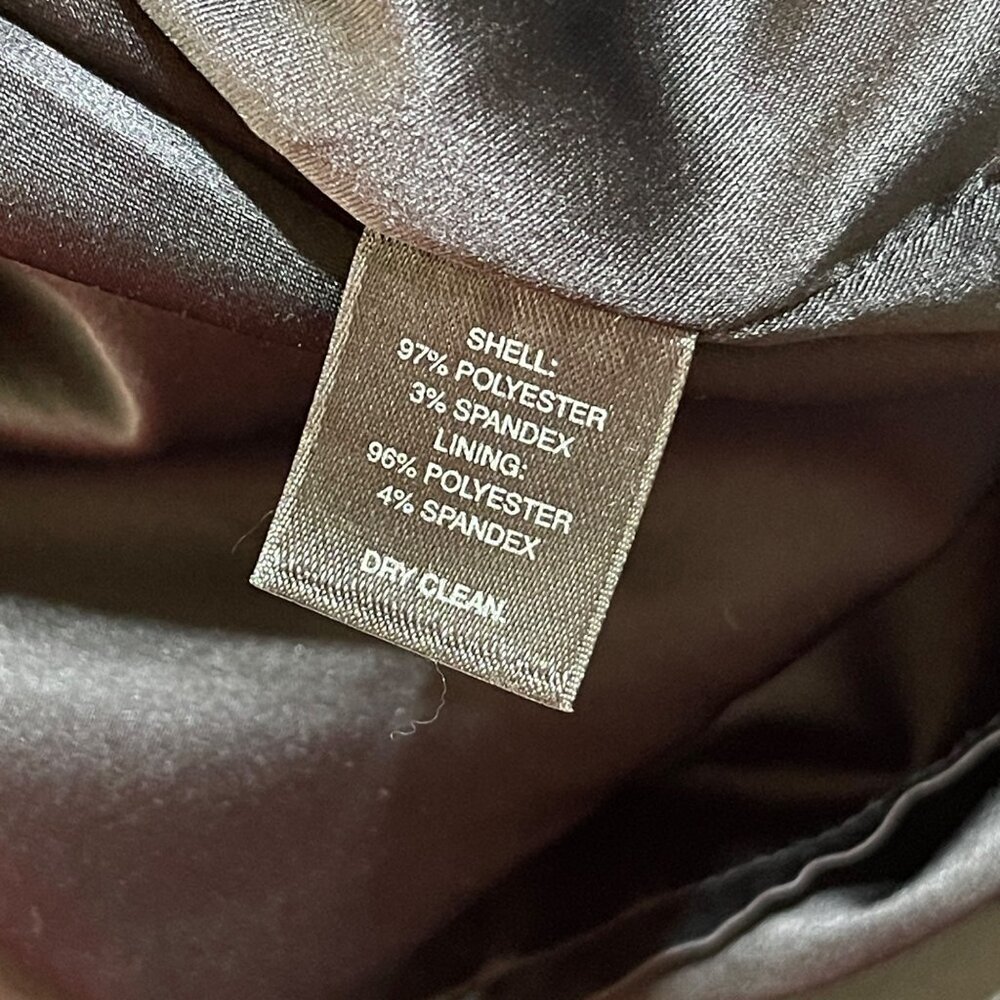 SHELL:
97% POLYESTER
3% SPANDEX
LINING:
96% POLYESTER
4% SPANDEX
DRY CLEAN.